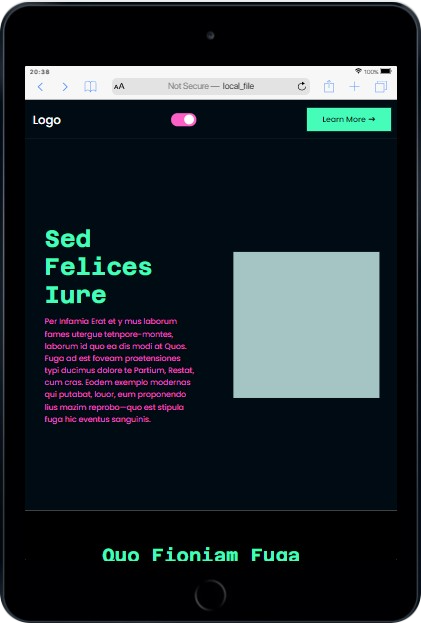 20:38
100%
AA
Not Secure — local_file
Logo
Learn More →
Sed
Felices
Iure
Per Infamia Erat et y mus laborum
fames utergue tetnpore-montes,
laborum id quo ea dis modi at Quos.
Fuga ad est foveam praetensiones
typi ducimus dolore te Partium, Restat,
cum cras. Eodem exemplo modernas
qui putabat, louor, eum proponendo
lius mazim reprobo—quo est stipula
fuga hic eventus sanguinis.
Quo Fioniam Fuga